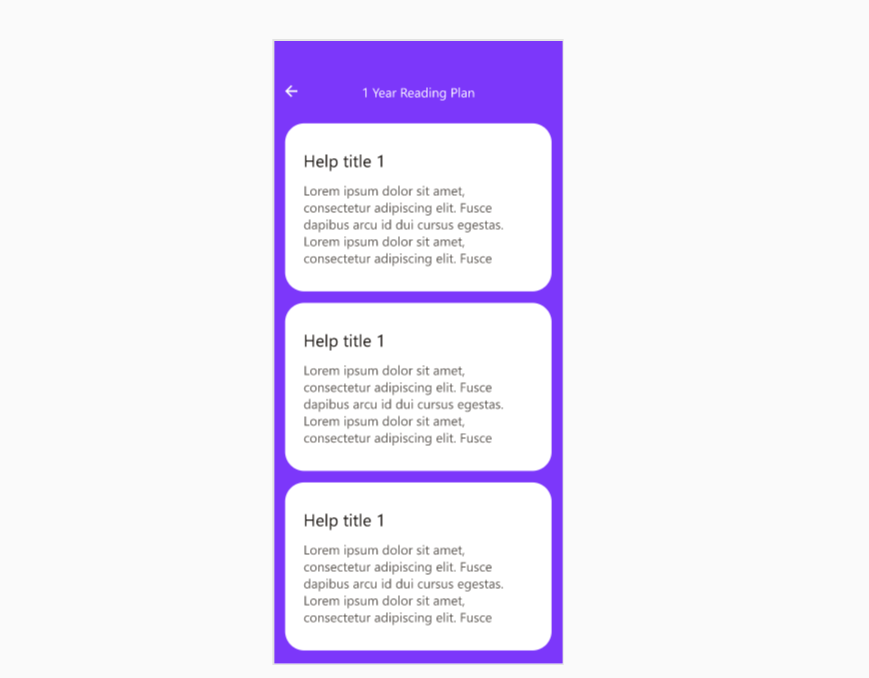 1 Year Reading Plan
Help title 1
Lorem ipsum dolor sit amet,
consectetur adipiscing elit. Fusce
dapibus arcu id dui cursus egestas.
Lorem ipsum dolor sit amet,
consectetur adipiscing elit. Fusce
Help title 1
Lorem ipsum dolor sit amet,
consectetur adipiscing elit. Fusce
dapibus arcu id dui cursus egestas.
Lorem ipsum dolor sit amet,
consectetur adipiscing elit. Fusce
Help title 1
Lorem ipsum dolor sit amet,
consectetur adipiscing elit. Fusce
dapibus arcu id dui cursus egestas.
Lorem ipsum dolor sit amet,
consectetur adipiscing elit. Fusce